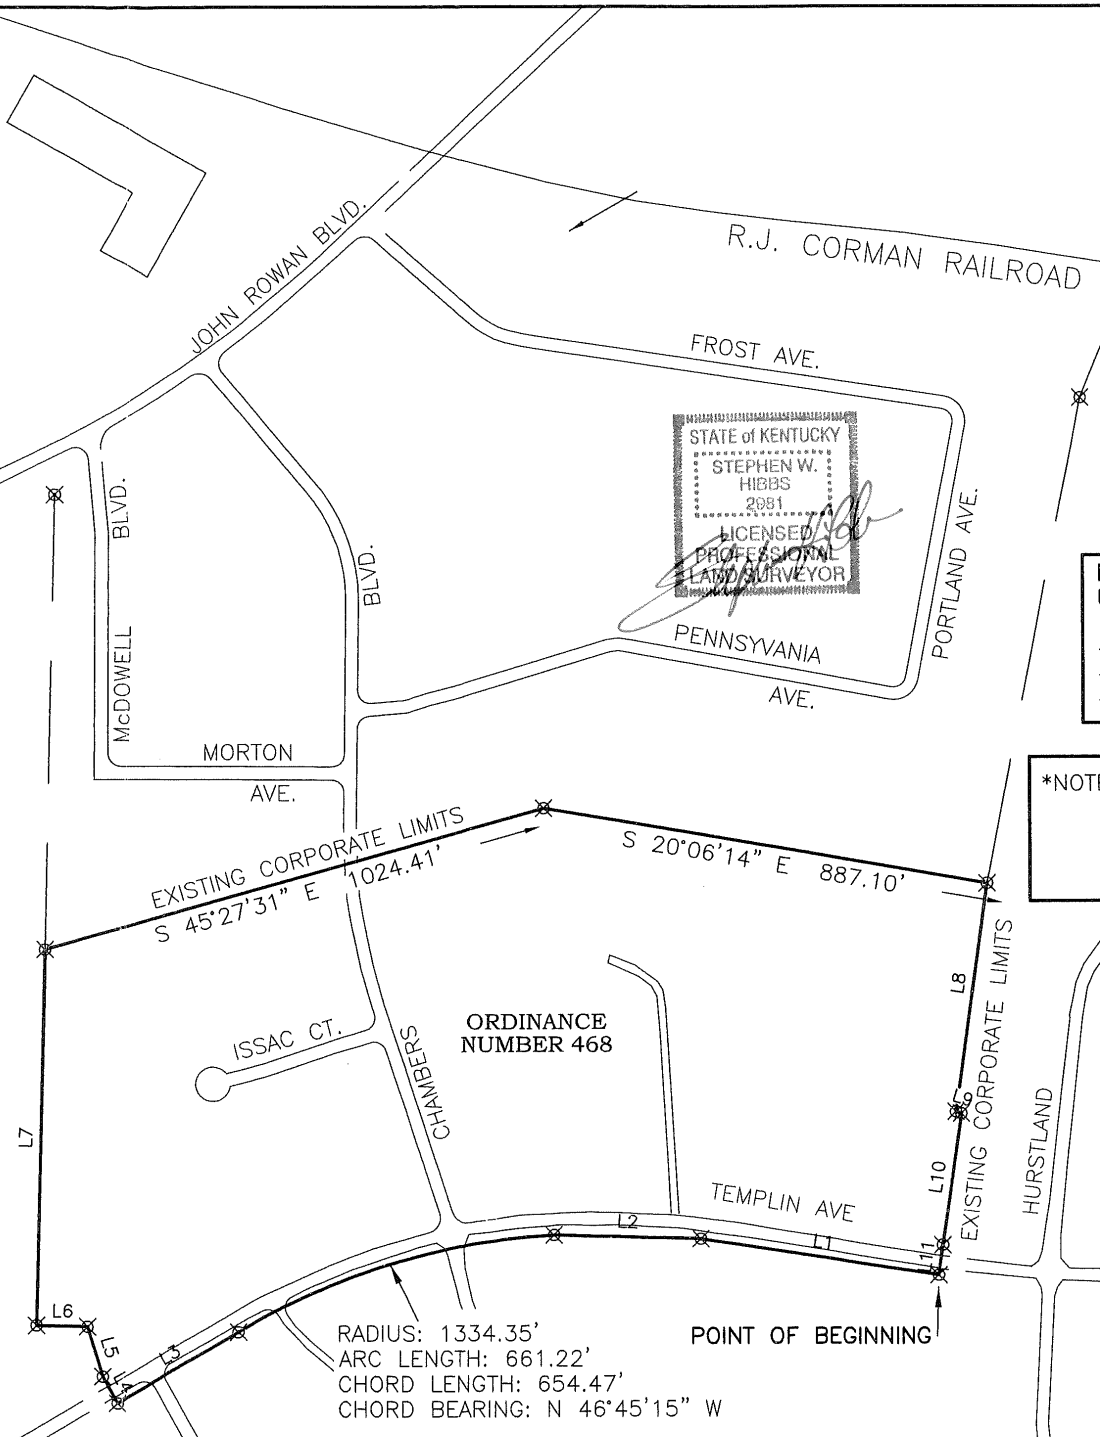 R.J. CORMAN RAILROAD
JOHN ROWAN BLVD.
FROST AVE.
STATE of KENTUCKY
STEPHEN W.
HIBBS
2981
LICENSED
PROFESSIONAL
LAND SURVEYOR
BLVD.
BLVD.
PORTLAND AVE.
PENNSYVANIA
AVE.
McDOWELL
MORTON
AVE.
*NOTE
EXISTING CORPORATE LIMITS
S 45°27'31" E 1024.41'
S 20°06'14" E 887.10'
L8
EXISTING CORPORATE LIMITS
ORDINANCE
NUMBER 468
ISSAC CT.
CHAMBERS
L9
L7
L10
HURSTLAND
TEMPLIN AVE
L2
L1
L11
L6
L5
L4
L3
RADIUS: 1334.35'
ARC LENGTH: 661.22'
CHORD LENGTH: 654.47'
CHORD BEARING: N 46°45'15" W
POINT OF BEGINNING